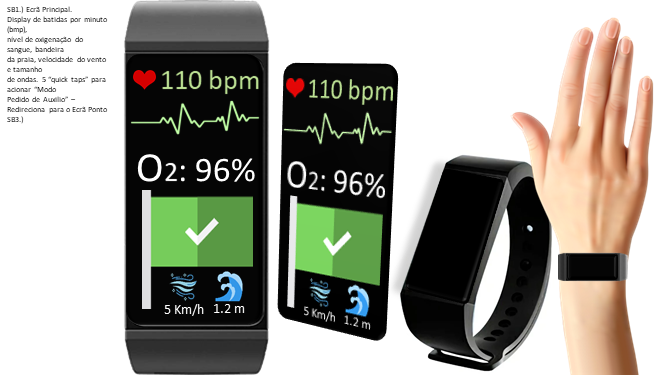 SB1.) Ecrã Principal.
Display de batidas por minuto
(bmp),
nível de oxigenação do
sangue, bandeira
da praia, velocidade do vento
e tamanho
de ondas. 5 “quick taps” para
acionar “Modo
Pedido de Auxílio” –
Redireciona para o Ecrã Ponto
SB3.)
110 bpm
O2: 96%
5 Km/h 1.2 m
110 bpm
O2: 96%
5 Km/h 1.2 m